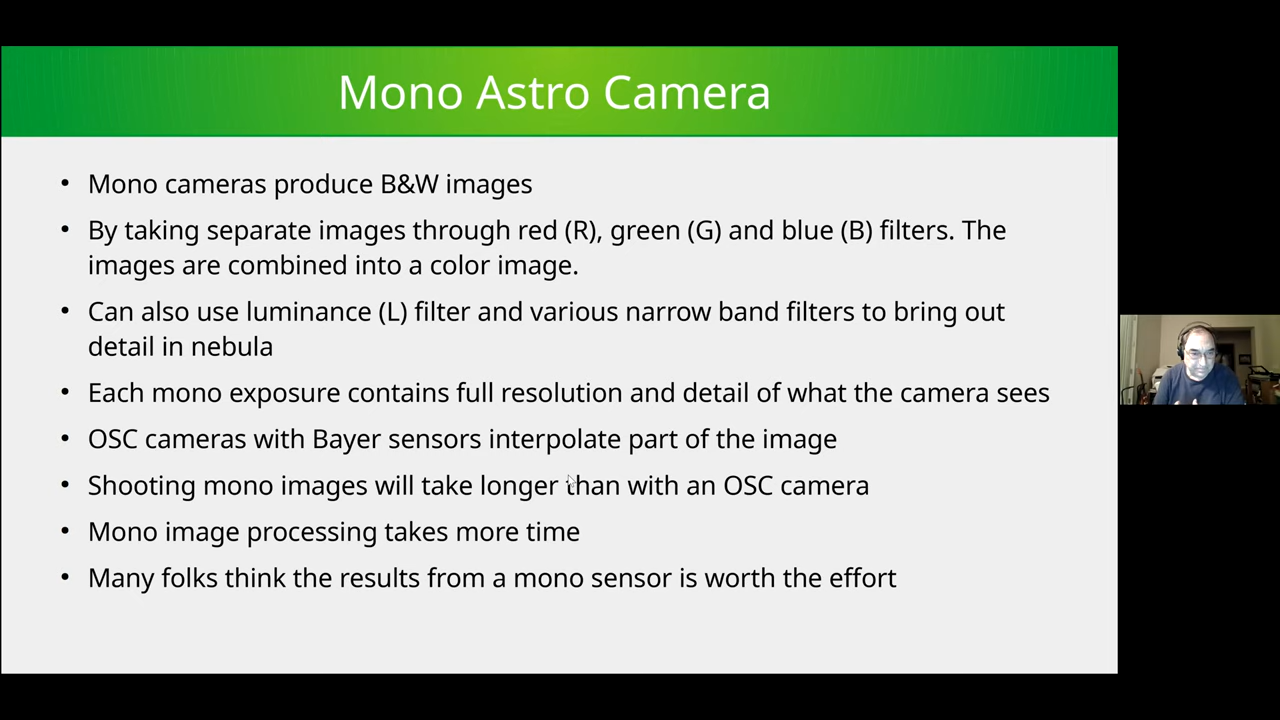 Mono Astro Camera
• Mono cameras produce B&W images
• By taking separate images through red (R), green (G) and blue (B) filters. The
images are combined into a color image.
• Can also use luminance (L) filter and various narrow band filters to bring out
detail in nebula
• Each mono exposure contains full resolution and detail of what the camera sees
• OSC cameras with Bayer sensors interpolate part of the image
• Shooting mono images will take longer than with an OSC camera
• Mono image processing takes more time
• Many folks think the results from a mono sensor is worth the effort